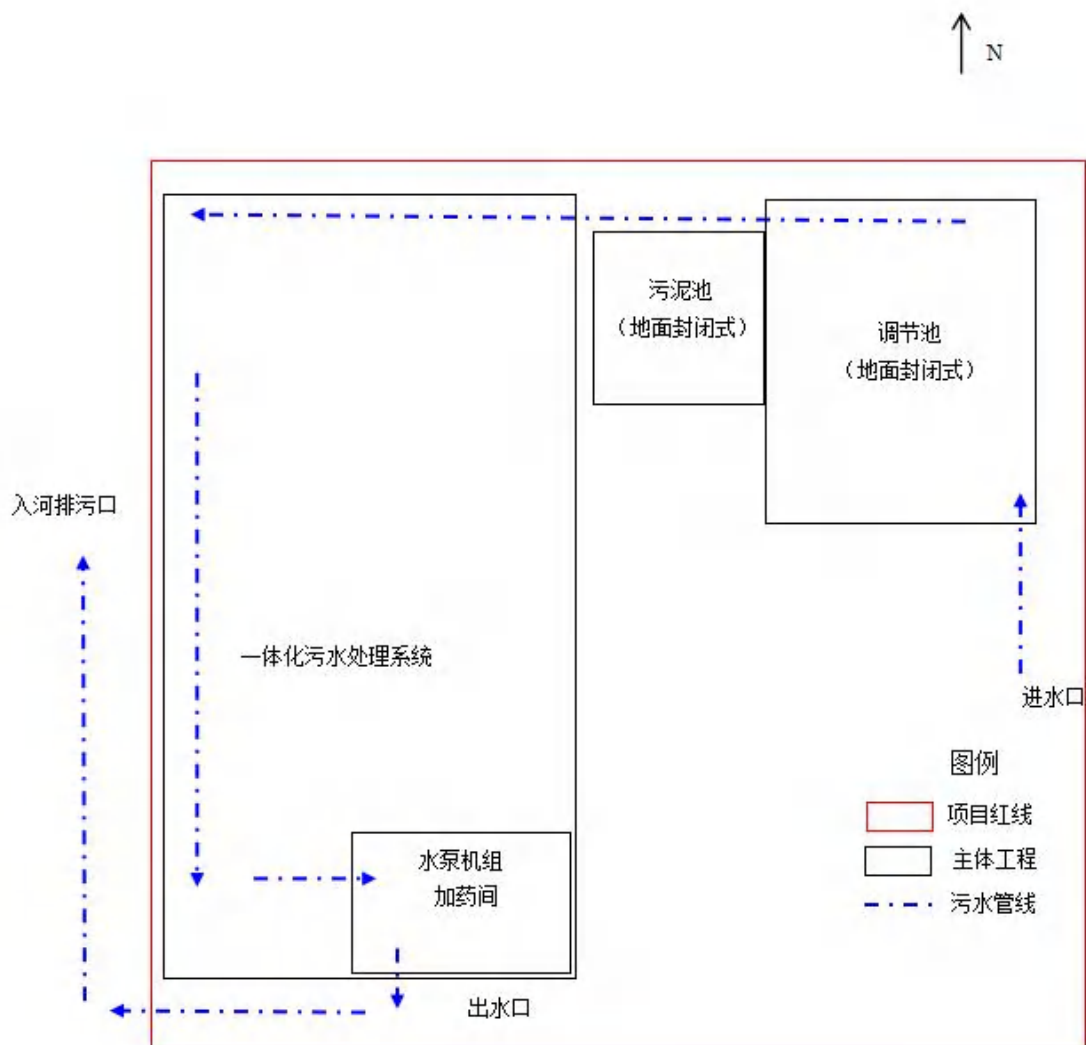 N
污泥池
（地面封闭式）
调节池
（地面封闭式）
入河排污口
一体化污水处理系统
进水口
图例
项目红线
主体工程
污水管线
水泵机组
加药间
出水口